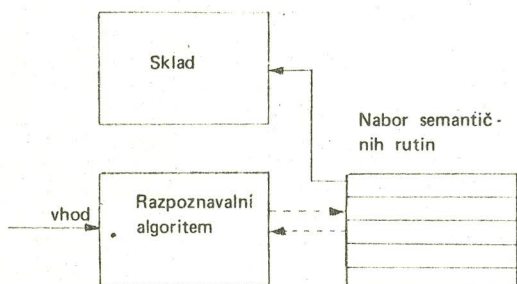 Sklad
Nabor semantič-
nih rutin
vhod
Razpoznavalni
algoritem